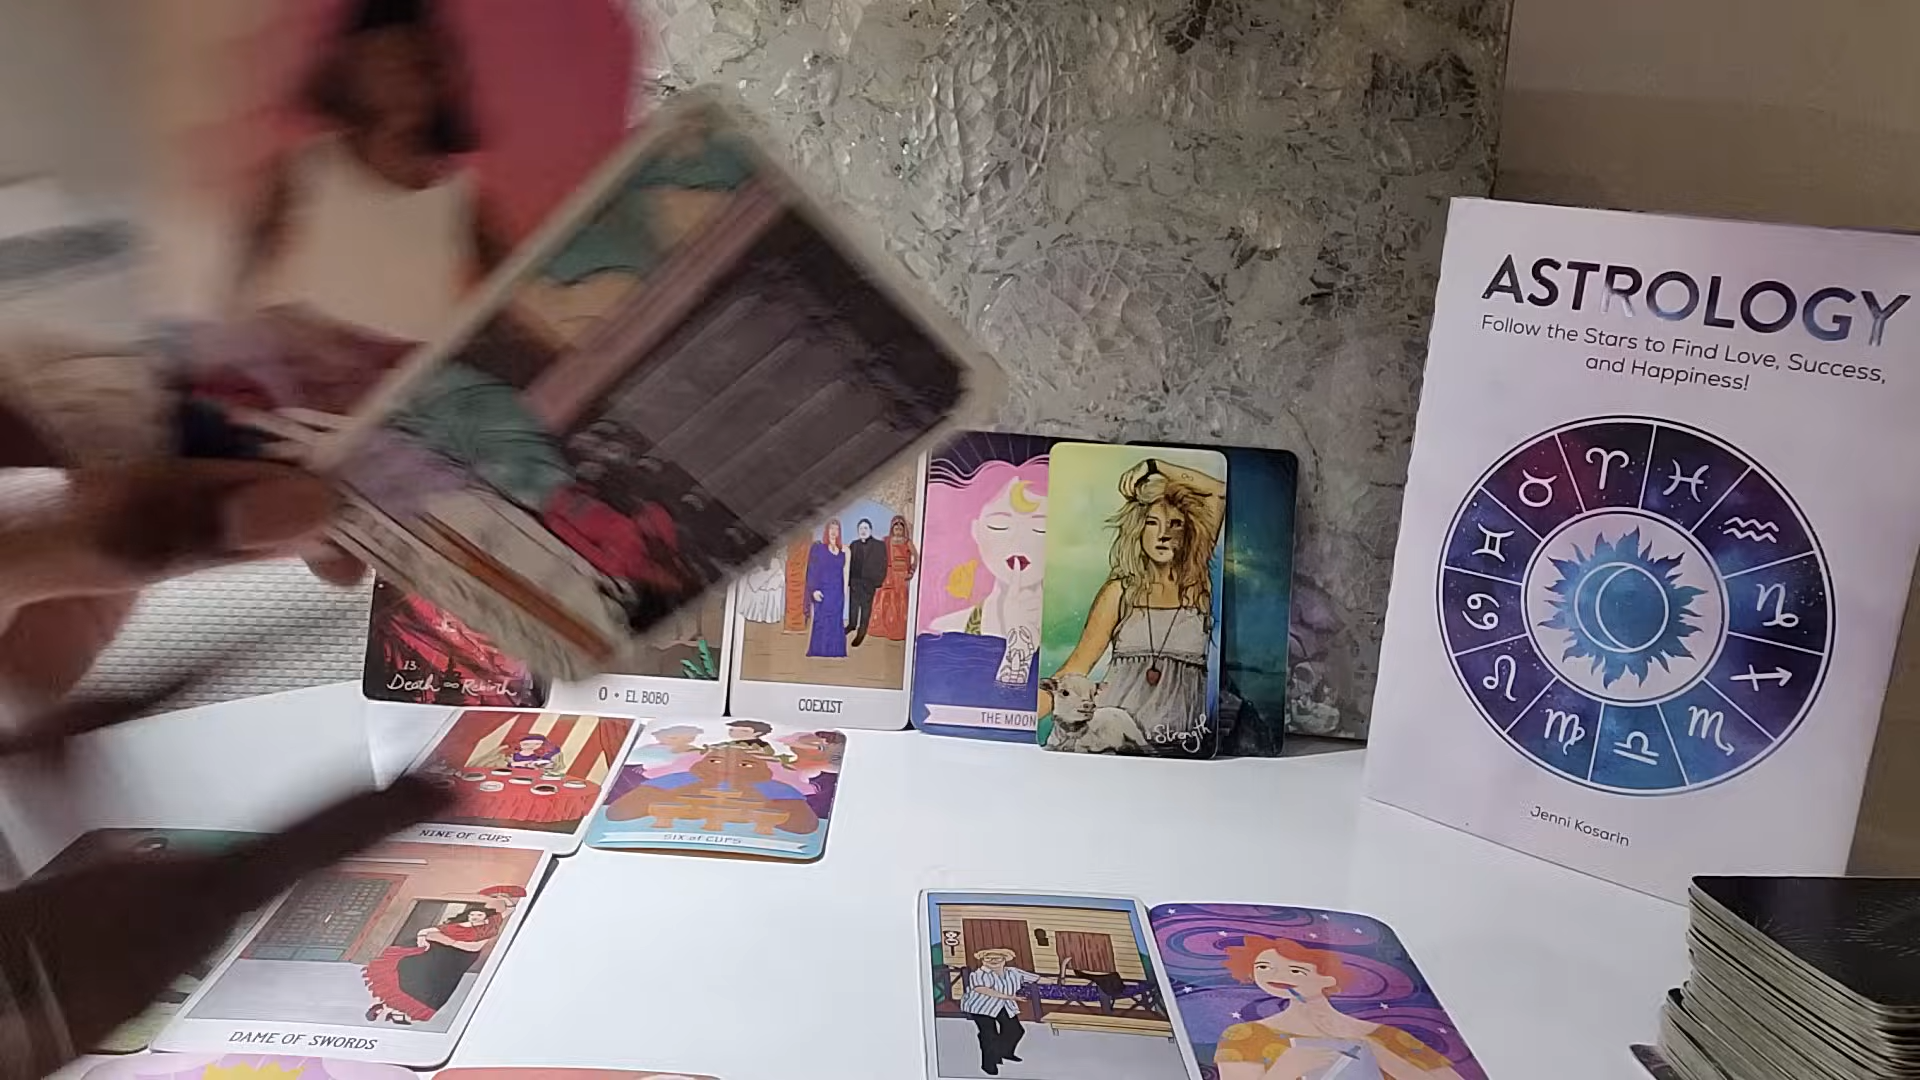 ASTROLOGY
Follow the Stars to Find Love, Success,
and Happiness!
Jenni Kosarin
13.
Death ∞ Rebirth
0 • EL BOBO
COEXIST
THE MOON
Strength
NINE OF CUPS
SIX of CUPS
DAME OF SWORDS